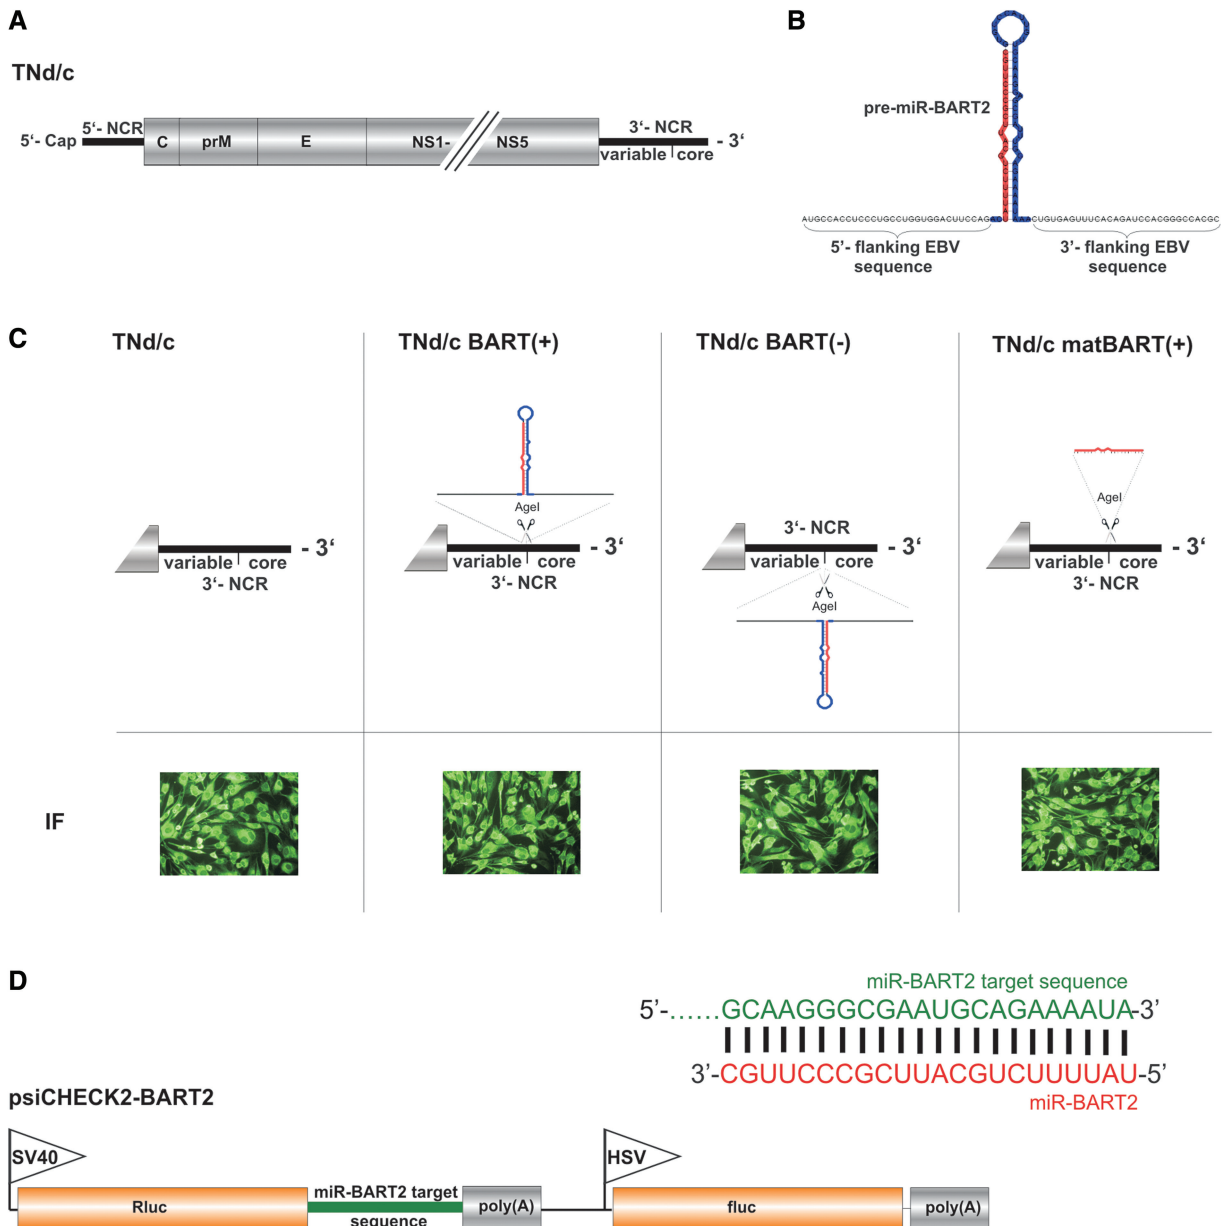 A
TNd/c
5‘- Cap
5‘- NCR
C
prM
E
NS1-
NS5
3‘- NCR
variable
core
- 3‘
B
pre-miR-BART2
AUGCCACCUCCCUGCCUGGUGGACUUCCAG
CUGUGAGUUUCACAGAUCCACGGGCCACGC
5’- flanking EBV
sequence
3’- flanking EBV
sequence
C
TNd/c
TNd/c BART(+)
TNd/c BART(-)
TNd/c matBART(+)
variable
core
3‘- NCR
- 3‘
AgeI
variable
core
3‘- NCR
- 3‘
3‘- NCR
variable
core
- 3‘
AgeI
AgeI
variable
core
3‘- NCR
- 3‘
IF
D
miR-BART2 target sequence
5’-......GCAAGGGCGAAUGCAGAAAAUA-3’
3’-CGUUCCCGCUUACGUCUUUUAU-5’
miR-BART2
psiCHECK2-BART2
SV40
Rluc
miR-BART2 target
sequence
poly(A)
HSV
fluc
poly(A)